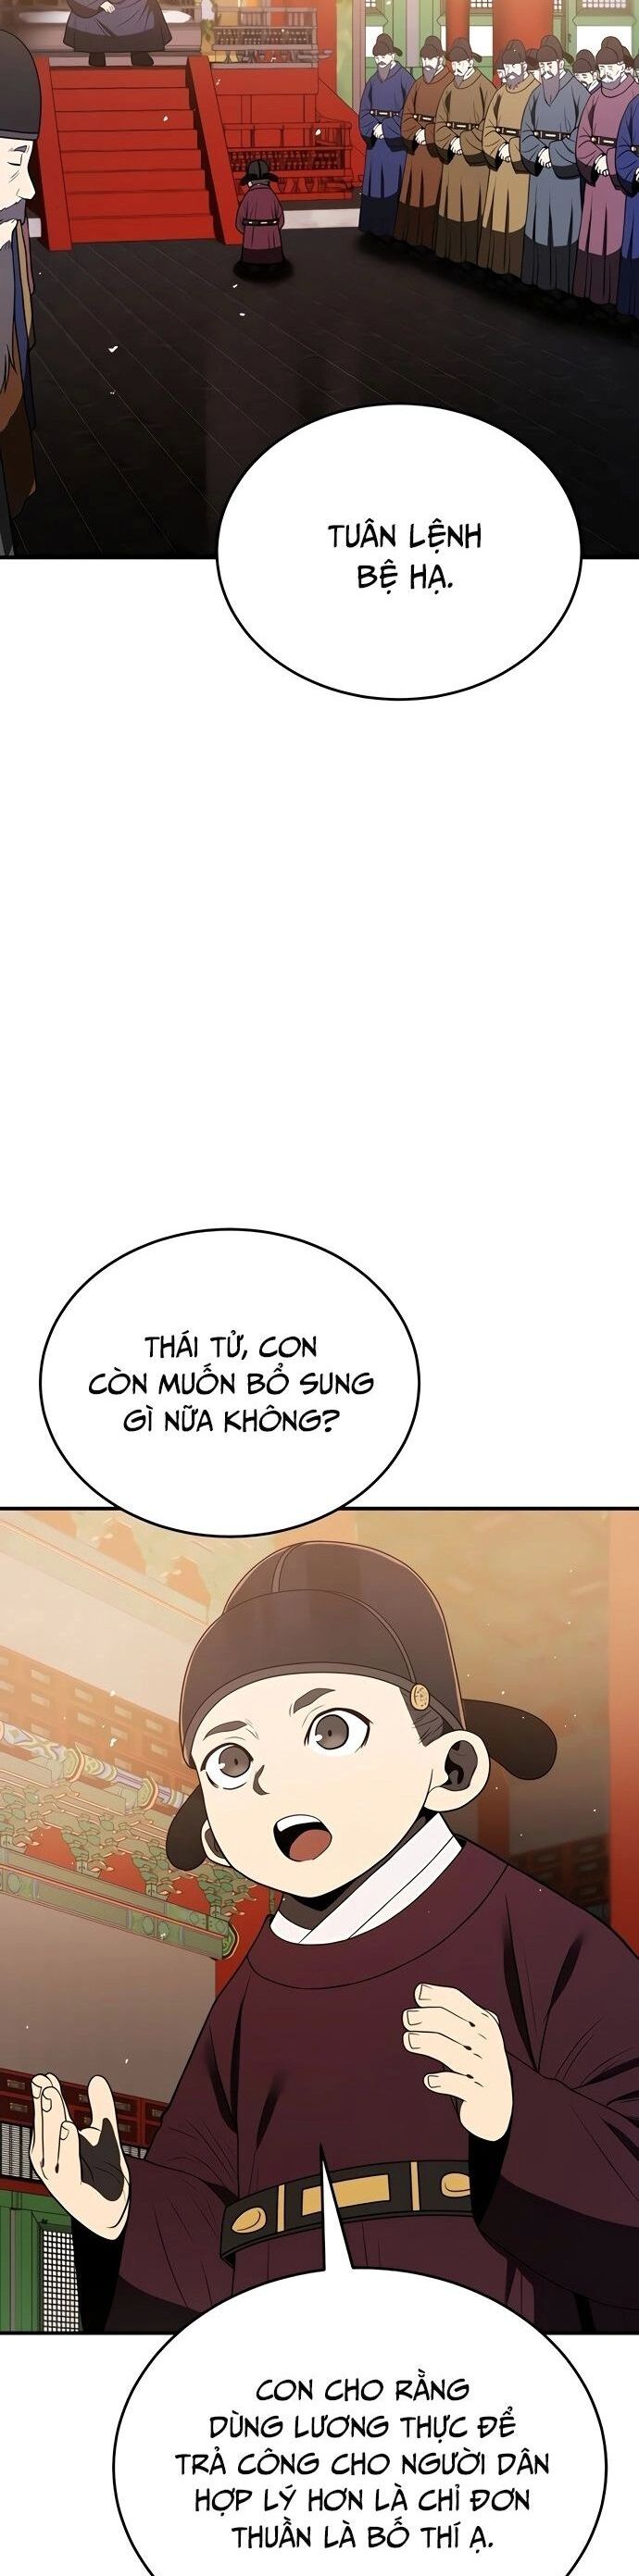 TUÂN LỆNH
BỆ HẠ.
THÁI TỬ, CON
CÒN MUỐN BỔ SUNG
GÌ NỮA KHÔNG?
CON CHO RẰNG
DÙNG LƯƠNG THỰC ĐỂ
TRẢ CÔNG CHO NGƯỜI DÂN
HỢP LÝ HƠN LÀ CHỈ ĐƠN
THUẦN LÀ BỐ THÍ Ạ.